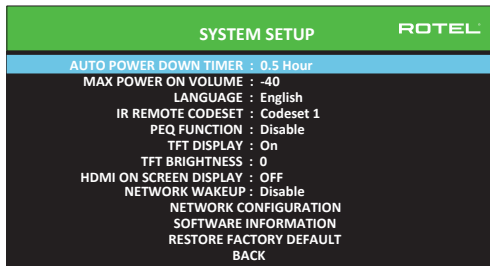 SYSTEM SETUP
ROTEL
AUTO POWER DOWN TIMER : 0.5 Hour
MAX POWER ON VOLUME : -40
LANGUAGE : English
IR REMOTE CODESET : Codeset 1
PEQ FUNCTION : Disable
TFT DISPLAY : On
TFT BRIGHTNESS : 0
HDMI ON SCREEN DISPLAY : OFF
NETWORK WAKEUP : Disable
NETWORK CONFIGURATION
SOFTWARE INFORMATION
RESTORE FACTORY DEFAULT
BACK